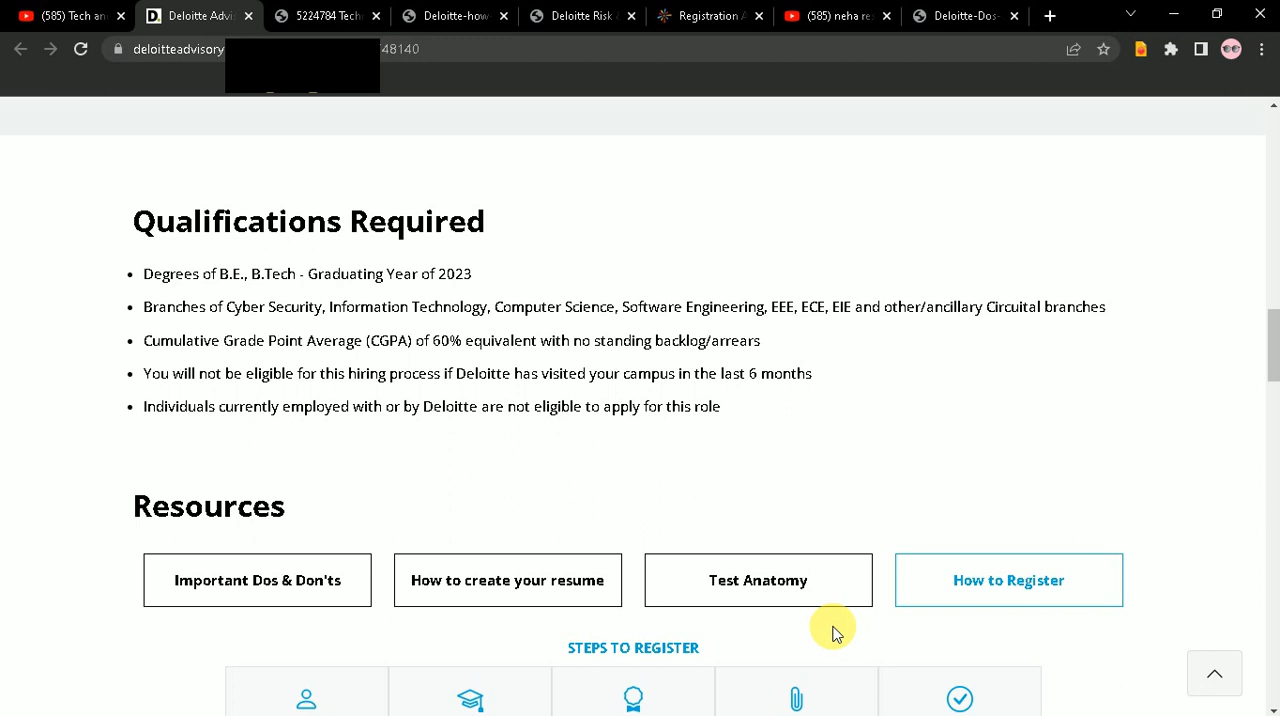 (585) Tech an
Deloitte Advi
5224784 Tech
Deloitte-how-
Deloitte Risk
Registration
(585) neha re
Deloitte-Dos-
deloitteadvisory
48140
Qualifications Required
• Degrees of B.E., B.Tech - Graduating Year of 2023
• Branches of Cyber Security, Information Technology, Computer Science, Software Engineering, EEE, ECE, EIE and other/ancillary Circuital branches
• Cumulative Grade Point Average (CGPA) of 60% equivalent with no standing backlog/arrears
• You will not be eligible for this hiring process if Deloitte has visited your campus in the last 6 months
• Individuals currently employed with or by Deloitte are not eligible to apply for this role
Resources
Important Dos & Don'ts
How to create your resume
Test Anatomy
How to Register
STEPS TO REGISTER